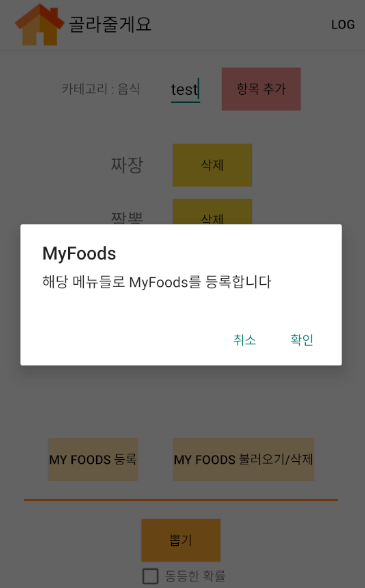 골라줄게요 LOG
카테고리 : 음식 test 항목 추가
짜장 삭제
짬뽕 삭제
MyFoods
해당 메뉴들로 MyFoods를 등록합니다
취소 확인
MY FOODS 등록 MY FOODS 불러오기/삭제
뽑기
동등한 확률